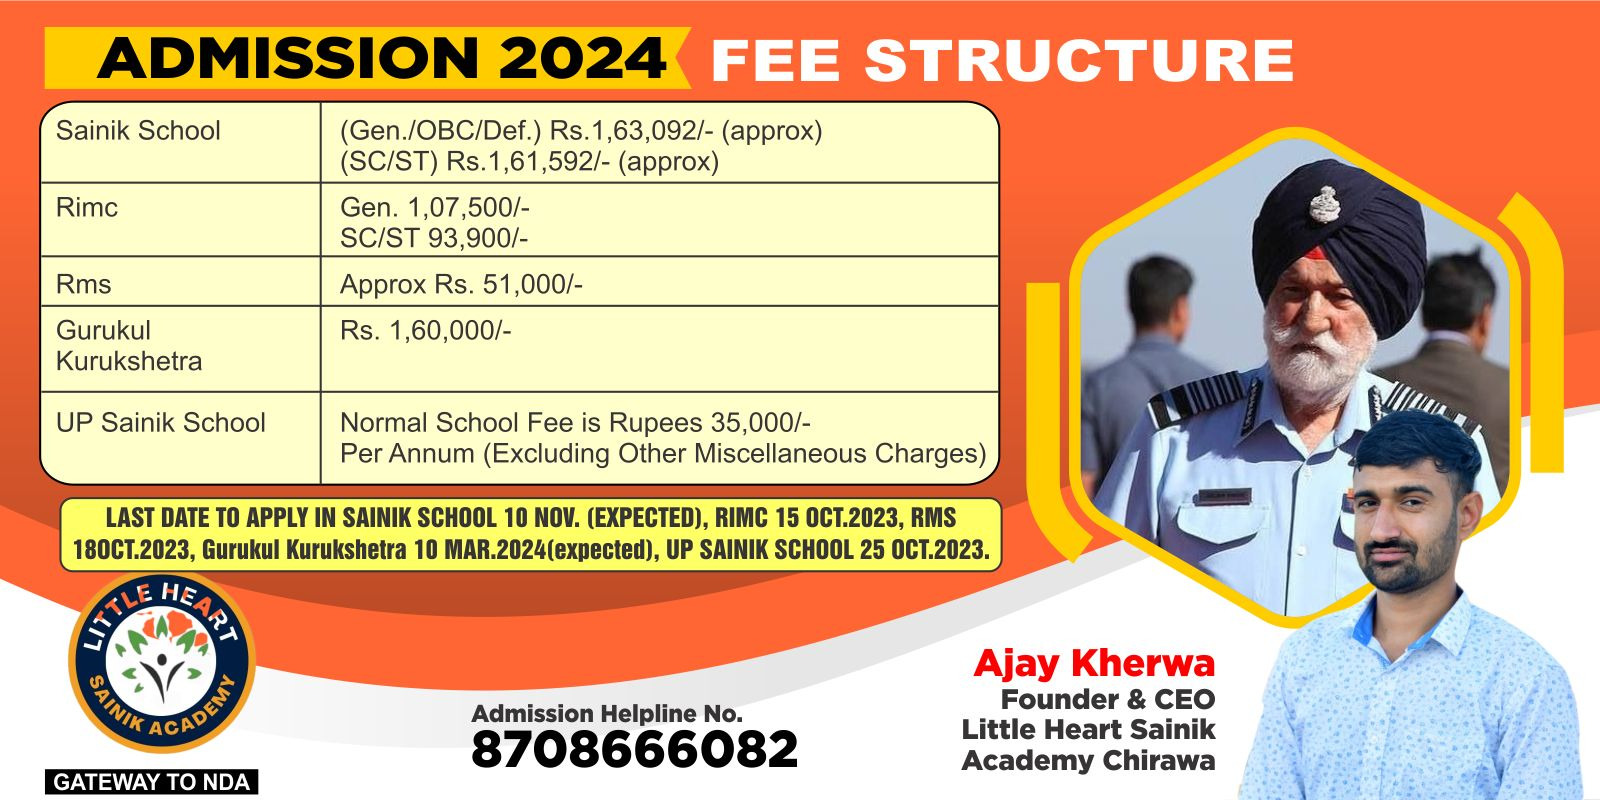 ADMISSION 2024 FEE STRUCTURE
Sainik School
(Gen./OBC/Def.) Rs.1,63,092/- (approx)
(SC/ST) Rs.1,61,592/- (approx)
Rimc
Gen. 1,07,500/-
SC/ST 93,900/-
Rms
Approx Rs. 51,000/-
Gurukul
Kurukshetra
Rs. 1,60,000/-
UP Sainik School
Normal School Fee is Rupees 35,000/-
Per Annum (Excluding Other Miscellaneous Charges)
LAST DATE TO APPLY IN SAINIK SCHOOL 10 NOV. (EXPECTED), RIMC 15 OCT.2023, RMS
18OCT.2023, Gurukul Kurukshetra 10 MAR.2024(expected), UP SAINIK SCHOOL 25 OCT.2023.
LITTLE HEART
SAINIK ACADEMY
GATEWAY TO NDA
Admission Helpline No.
8708666082
Ajay Kherwa
Founder & CEO
Little Heart Sainik
Academy Chirawa